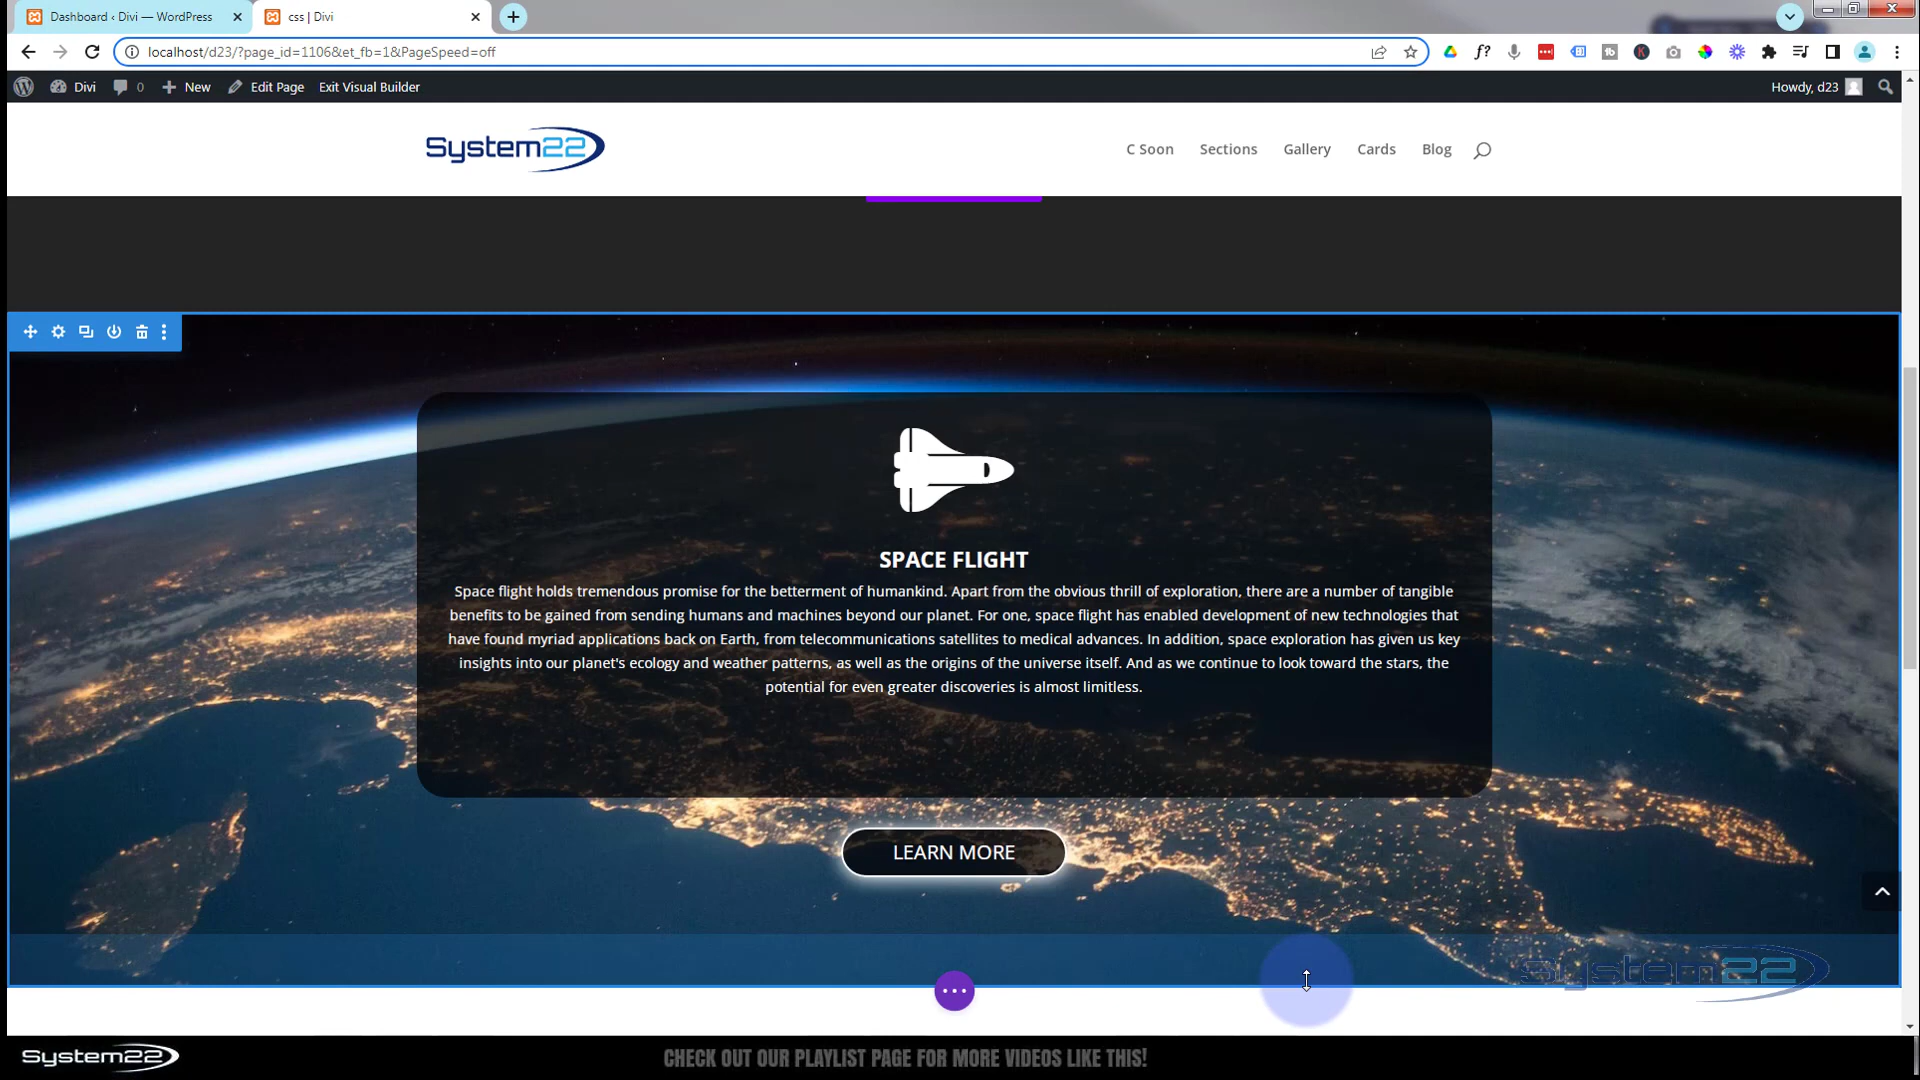 Dashboard ‹ Divi — WordPress
css | Divi
localhost/d23/?page_id=1106&et_fb=1&PageSpeed=off
f?
Divi
0
New
Edit Page
Exit Visual Builder
Howdy, d23
System22
C Soon
Sections
Gallery
Cards
Blog
SPACE FLIGHT
Space flight holds tremendous promise for the betterment of humankind. Apart from the obvious thrill of exploration, there are a number of tangible
benefits to be gained from sending humans and machines beyond our planet. For one, space flight has enabled development of new technologies that
have found myriad applications back on Earth, from telecommunications satellites to medical advances. In addition, space exploration has given us key
insights into our planet's ecology and weather patterns, as well as the origins of the universe itself. And as we continue to look toward the stars, the
potential for even greater discoveries is almost limitless.
LEARN MORE
System22
System22
CHECK OUT OUR PLAYLIST PAGE FOR MORE VIDEOS LIKE THIS!